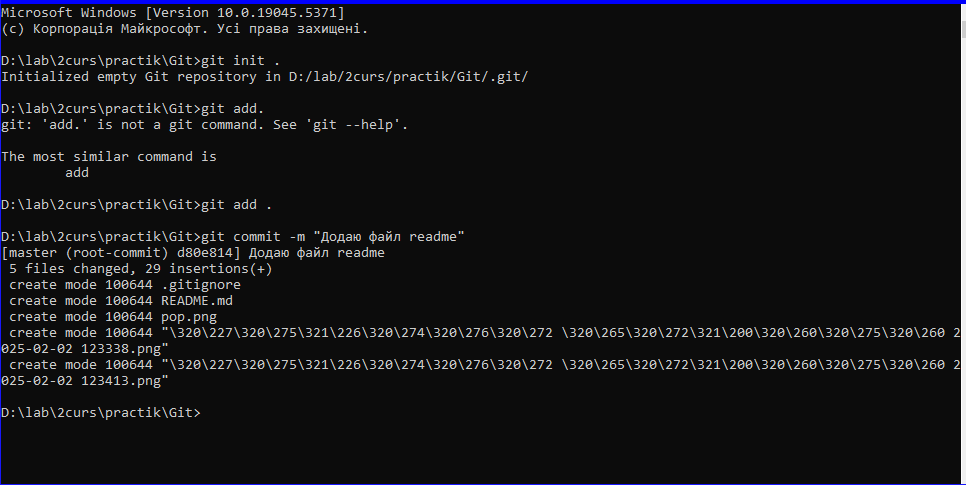 Microsoft Windows [Version 10.0.19045.5371]
(c) Корпорація Майкрософт. Усі права захищені.
D:\lab\2curs\practik\Git>git init .
Initialized empty Git repository in D:/lab/2curs/practik/Git/.git/
D:\lab\2curs\practik\Git>git add.
git: 'add.' is not a git command. See 'git --help'.
The most similar command is
        add
D:\lab\2curs\practik\Git>git add .
D:\lab\2curs\practik\Git>git commit -m "Додаю файл readme"
[master (root-commit) d80e814] Додаю файл readme
 5 files changed, 29 insertions(+)
 create mode 100644 .gitignore
 create mode 100644 README.md
 create mode 100644 pop.png
 create mode 100644 "\320\227\320\275\321\226\320\274\320\276\320\272 \320\265\320\272\321\200\320\260\320\275\320\260 2
025-02-02 123338.png"
 create mode 100644 "\320\227\320\275\321\226\320\274\320\276\320\272 \320\265\320\272\321\200\320\260\320\275\320\260 2
025-02-02 123413.png"
D:\lab\2curs\practik\Git>